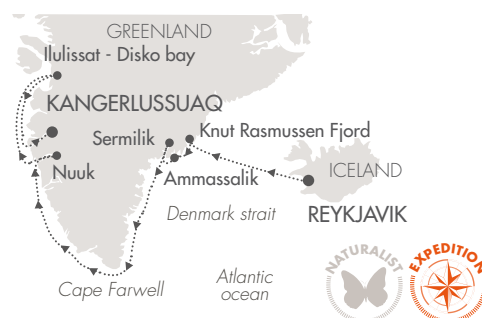 GREENLAND
Ilulissat - Disko bay
KANGERLUSSUAQ
Sermilik
Knut Rasmussen Fjord
Nuuk
Ammassalik
ICELAND
Denmark strait
REYKJAVIK
Cape Farwell
Atlantic
ocean
NATURALIST
EXPEDITION